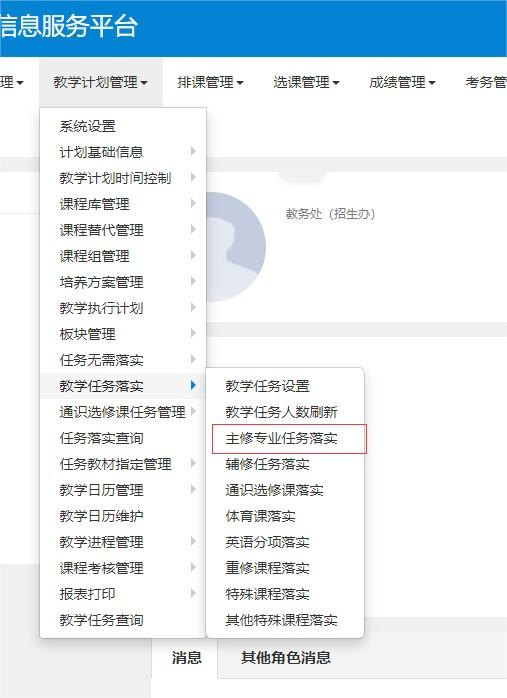 信息服务平台
理 教学计划管理 排课管理 选课管理 成绩管理 考务管
系统设置
计划基础信息
教学计划时间控制
课程库管理
课程替代管理
教务处（招生办）
课程组管理
培养方案管理
教学执行计划
板块管理
任务无需落实
教学任务落实 教学任务设置
通识选修课任务管理 教学任务人数刷新
任务落实查询 主修专业任务落实
任务教材指定管理 辅修任务落实
教学日历管理 通识选修课落实
教学日历维护 体育课落实
教学进程管理 英语分项落实
课程考核管理 重修课程落实
报表打印 特殊课程落实
教学任务查询 其他特殊课程落实
消息 其他角色消息